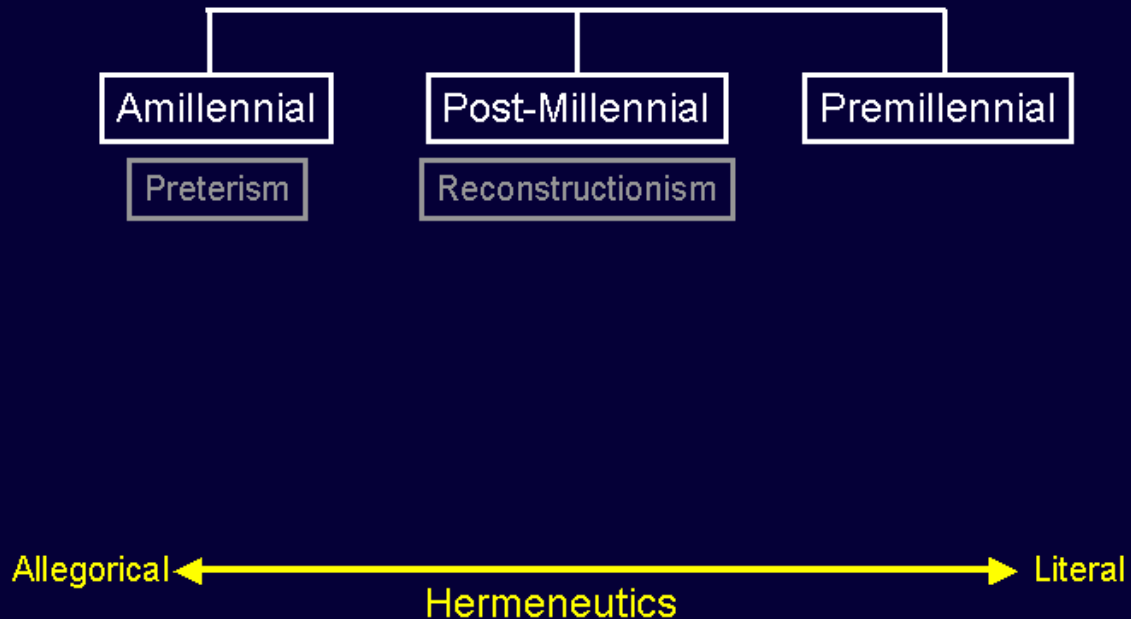 Amillennial Post-Millennial Premillennial
Preterism Reconstructionism
Allegorical Literal
Hermeneutics